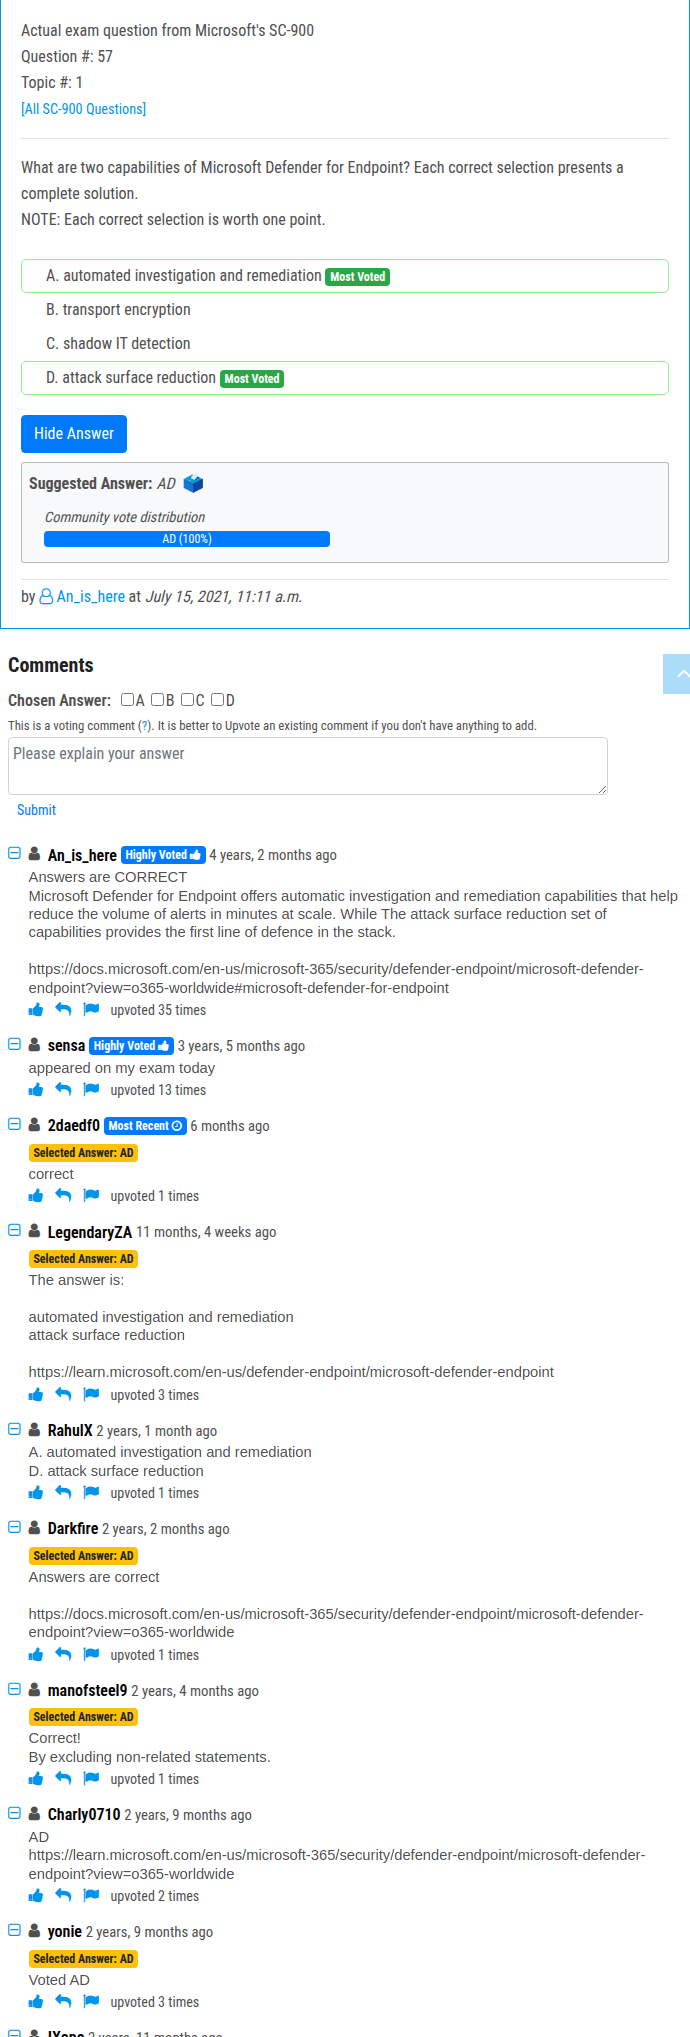 Actual exam question from Microsoft's SC-900
Question #: 57
Topic #: 1
[All SC-900 Questions]
What are two capabilities of Microsoft Defender for Endpoint? Each correct selection presents a
complete solution.
NOTE: Each correct selection is worth one point.
A. automated investigation and remediation Most Voted
B. transport encryption
C. shadow IT detection
D. attack surface reduction Most Voted
Hide Answer
Suggested Answer: AD
Community vote distribution
AD (100%)
by An_is_here at July 15, 2021, 11:11 a.m.
Comments
Chosen Answer: A B C D
This is a voting comment (?). It is better to Upvote an existing comment if you don't have anything to add.
Please explain your answer
Submit
An_is_here Highly Voted 4 years, 2 months ago
Answers are CORRECT
Microsoft Defender for Endpoint offers automatic investigation and remediation capabilities that help
reduce the volume of alerts in minutes at scale. While The attack surface reduction set of
capabilities provides the first line of defence in the stack.
https://docs.microsoft.com/en-us/microsoft-365/security/defender-endpoint/microsoft-defender-
endpoint?view=o365-worldwide#microsoft-defender-for-endpoint
upvoted 35 times
sensa Highly Voted 3 years, 5 months ago
appeared on my exam today
upvoted 13 times
2daedf0 Most Recent 6 months ago
Selected Answer: AD
correct
upvoted 1 times
LegendaryZA 11 months, 4 weeks ago
Selected Answer: AD
The answer is:
automated investigation and remediation
attack surface reduction
https://learn.microsoft.com/en-us/defender-endpoint/microsoft-defender-endpoint
upvoted 3 times
RahulX 2 years, 1 month ago
A. automated investigation and remediation
D. attack surface reduction
upvoted 1 times
Darkfire 2 years, 2 months ago
Selected Answer: AD
Answers are correct
https://docs.microsoft.com/en-us/microsoft-365/security/defender-endpoint/microsoft-defender-
endpoint?view=o365-worldwide
upvoted 1 times
manofsteel9 2 years, 4 months ago
Selected Answer: AD
Correct!
By excluding non-related statements.
upvoted 1 times
Charly0710 2 years, 9 months ago
AD
https://learn.microsoft.com/en-us/microsoft-365/security/defender-endpoint/microsoft-defender-
endpoint?view=o365-worldwide
upvoted 2 times
yonie 2 years, 9 months ago
Selected Answer: AD
Voted AD
upvoted 3 times
2 years, 11 months ago